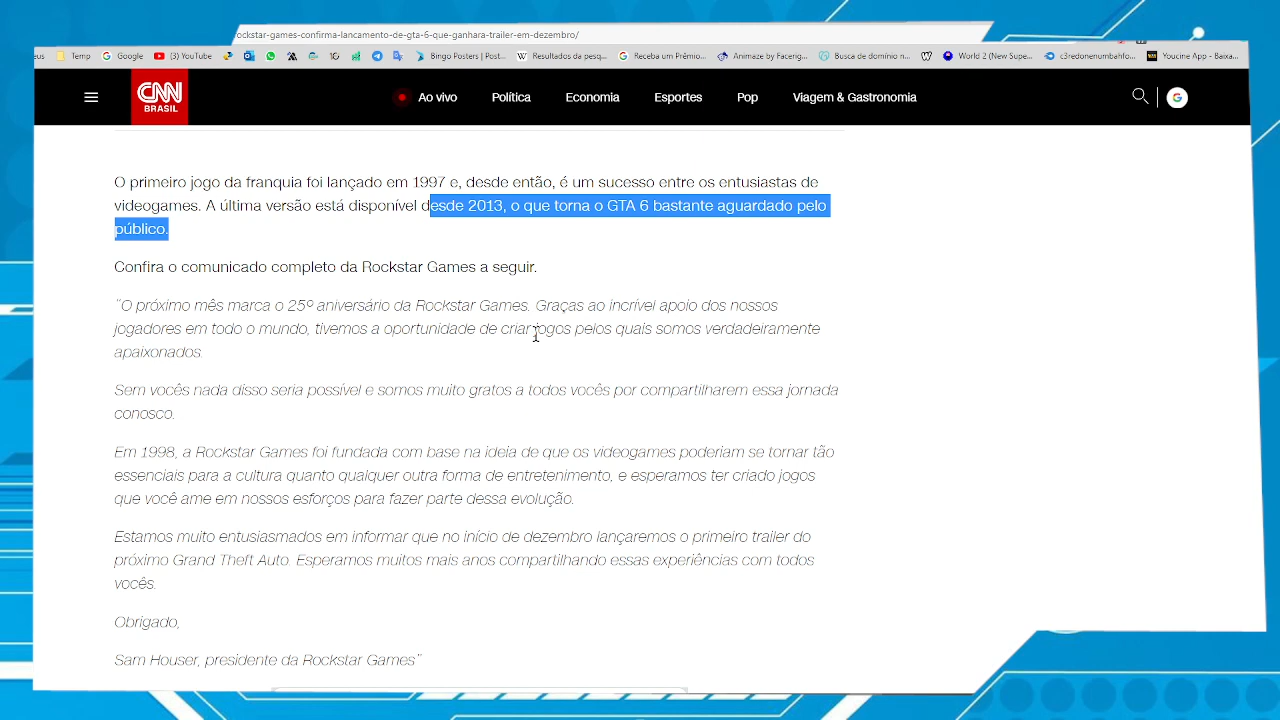 ockstar-games-confirma-lancamento-de-gta-6-que-ganhara-trailer-em-dezembro/
eus Temp Google (3) YouTube Bingo Posters | Post... Resultados da pesq... Receba um Prêmio... Animaze by Facerig... Busca de domínio n... World 2 (New Supe... c3redonenumbahfo... Youcine App - Baixa...
CNN BRASIL
Ao vivo Política Economia Esportes Pop Viagem & Gastronomia
O primeiro jogo da franquia foi lançado em 1997 e, desde então, é um sucesso entre os entusiastas de
videogames. A última versão está disponível desde 2013, o que torna o GTA 6 bastante aguardado pelo
público.
Confira o comunicado completo da Rockstar Games a seguir.
“O próximo mês marca o 25º aniversário da Rockstar Games. Graças ao incrível apoio dos nossos
jogadores em todo o mundo, tivemos a oportunidade de criar jogos pelos quais somos verdadeiramente
apaixonados.
Sem vocês nada disso seria possível e somos muito gratos a todos vocês por compartilharem essa jornada
conosco.
Em 1998, a Rockstar Games foi fundada com base na ideia de que os videogames poderiam se tornar tão
essenciais para a cultura quanto qualquer outra forma de entretenimento, e esperamos ter criado jogos
que você ame em nossos esforços para fazer parte dessa evolução.
Estamos muito entusiasmados em informar que no início de dezembro lançaremos o primeiro trailer do
próximo Grand Theft Auto. Esperamos muitos mais anos compartilhando essas experiências com todos
vocês.
Obrigado,
Sam Houser, presidente da Rockstar Games”